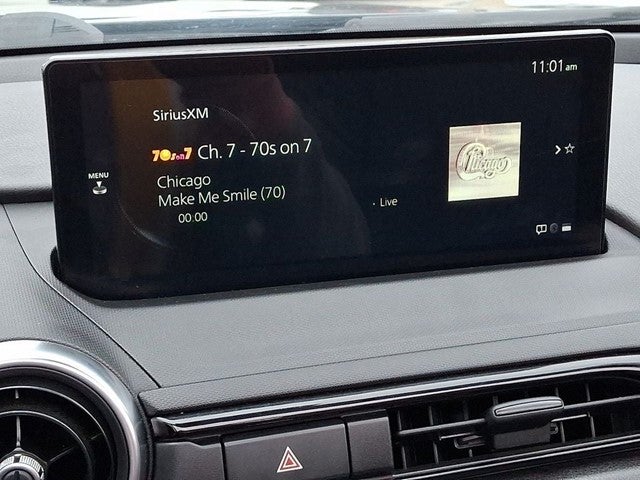 11:01 am
SiriusXM
70s on 7 Ch. 7 - 70s on 7
MENU
Chicago
Chicago
Make Me Smile (70)
00:00
· Live